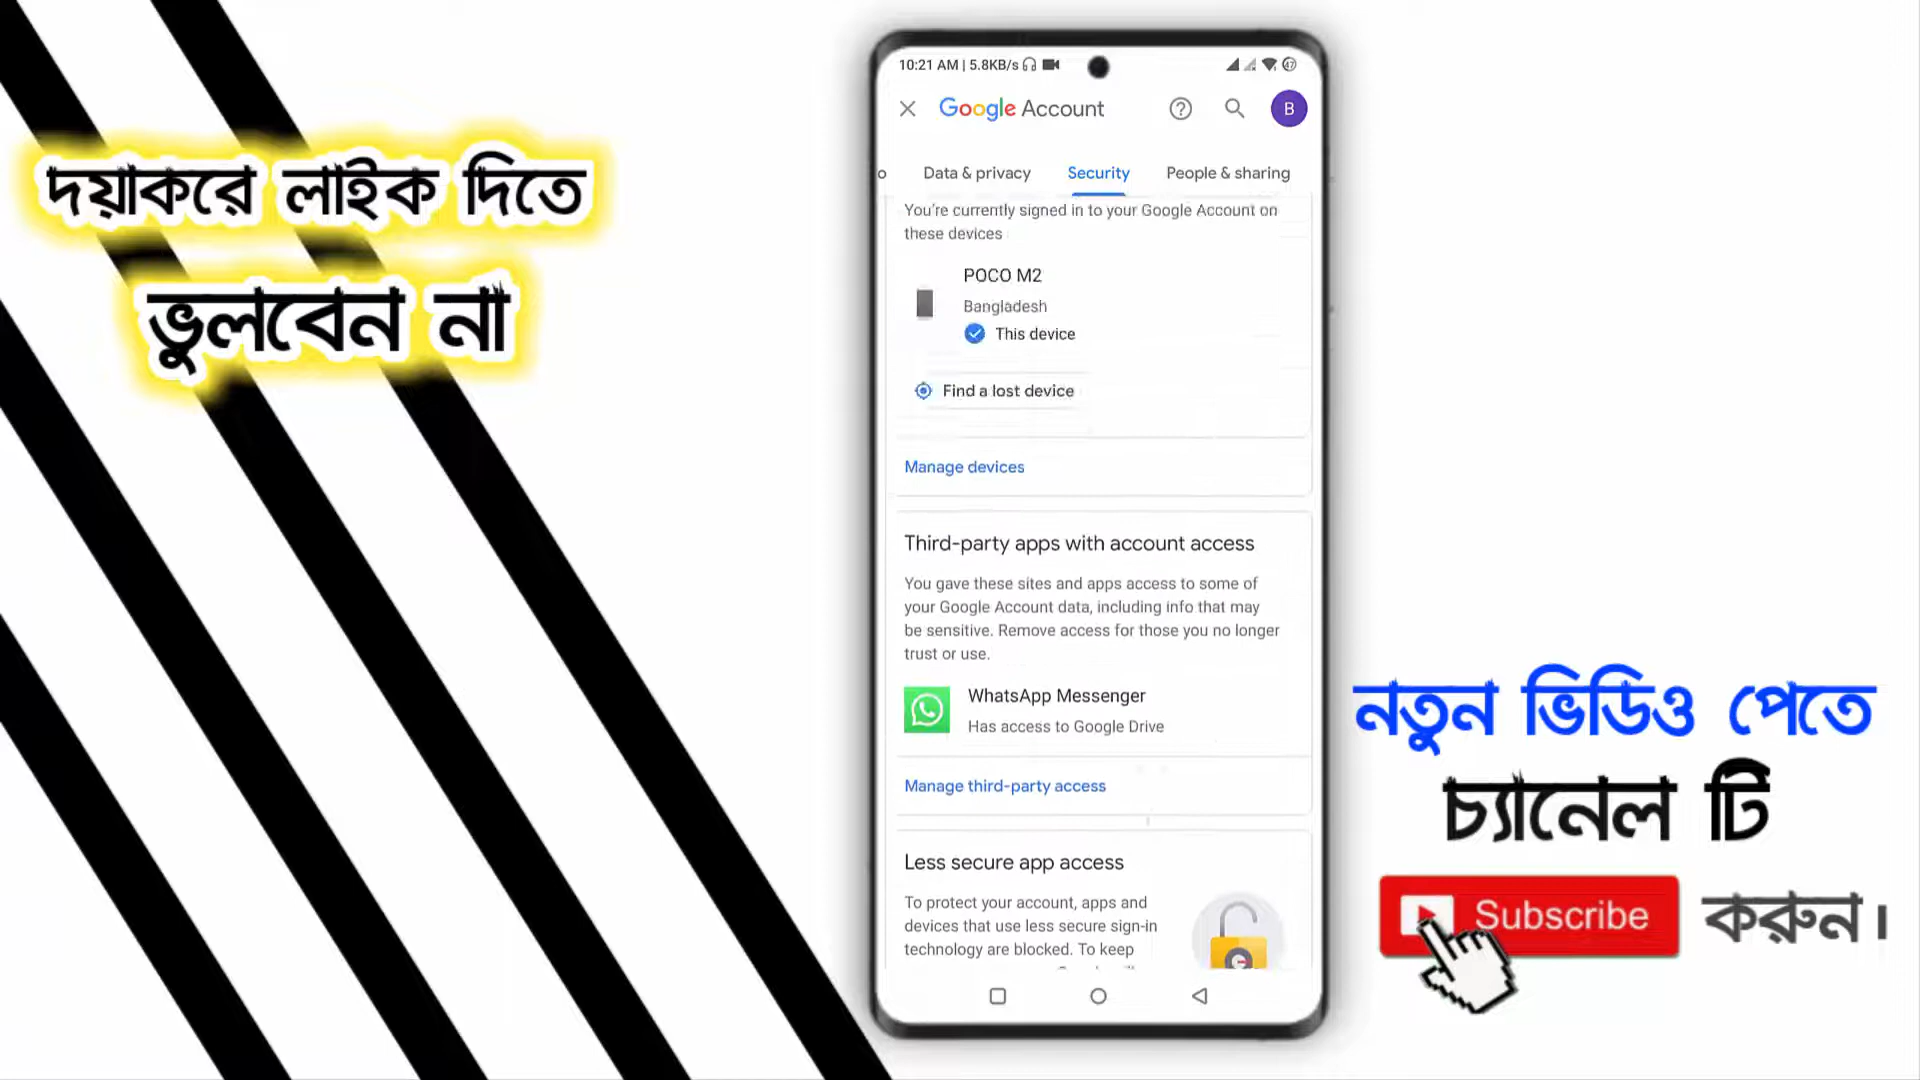 দয়াকরে লাইক দিতে
ভুলবেন না
10:21 AM | 5.8KB/s
47
Google Account
B
o
Data & privacy
Security
People & sharing
You're currently signed in to your Google Account on
these devices
POCO M2
Bangladesh
This device
Find a lost device
Manage devices
Third-party apps with account access
You gave these sites and apps access to some of
your Google Account data, including info that may
be sensitive. Remove access for those you no longer
trust or use.
WhatsApp Messenger
Has access to Google Drive
Manage third-party access
Less secure app access
To protect your account, apps and
devices that use less secure sign-in
technology are blocked. To keep
নতুন ভিডিও পেতে
চ্যানেল টি
Subscribe করুন।